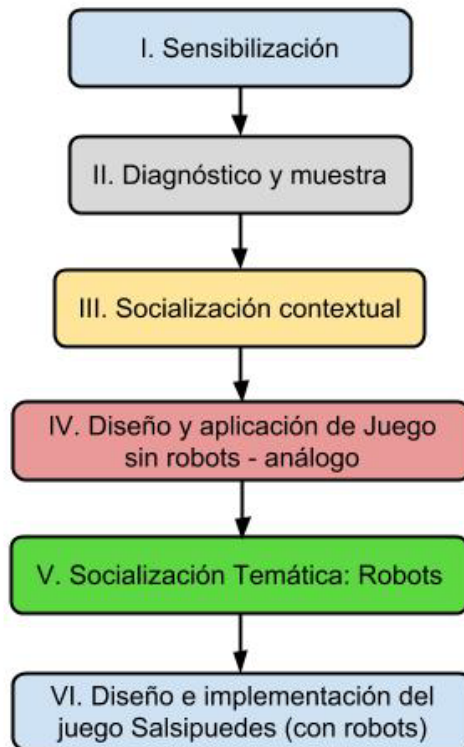 I. Sensibilización
II. Diagnóstico y muestra
III. Socialización contextual
IV. Diseño y aplicación de Juego
sin robots - análogo
V. Socialización Temática: Robots
VI. Diseño e implementación del
juego Salsipuedes (con robots)